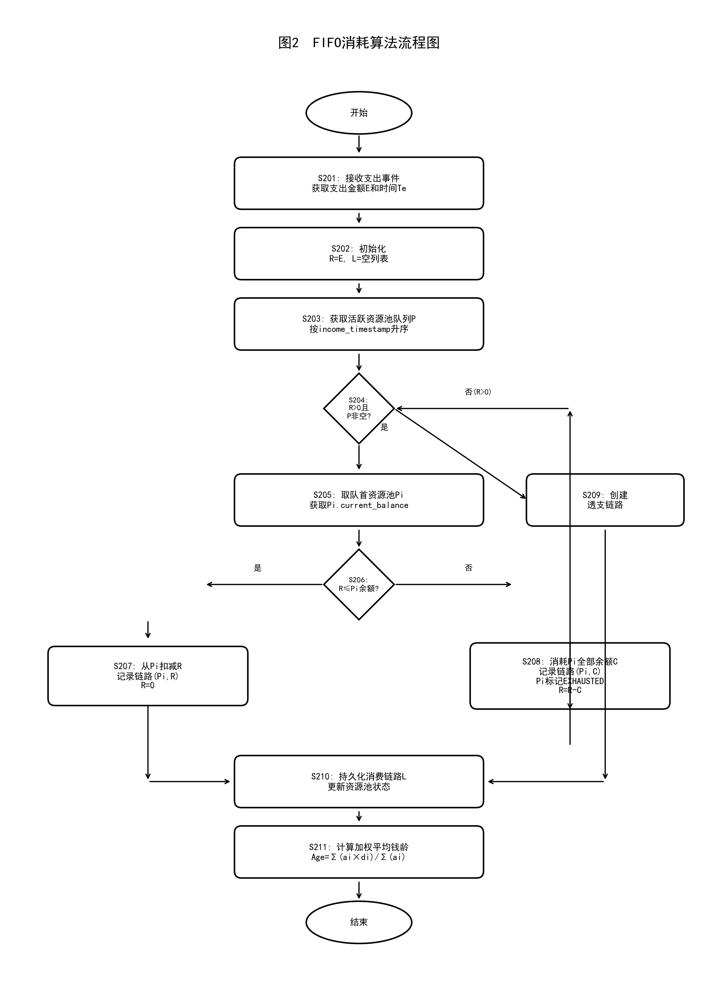 图2  FIFO消耗算法流程图
开始
S201: 接收支出事件
获取支出金额E和时间Te
S202: 初始化
R=E, L=空列表
S203: 获取活跃资源池队列P
按income_timestamp升序
S204:
R>0且
P非空?
否(R>0)
是
S205: 取队首资源池Pi
获取Pi.current_balance
S209: 创建
透支链路
是
S206:
R≤Pi余额?
否
S207: 从Pi扣减R
记录链路(Pi,R)
R=0
S208: 消耗Pi全部余额C
记录链路(Pi,C)
Pi标记EXHAUSTED
R=R-C
S210: 持久化消费链路L
更新资源池状态
S211: 计算加权平均钱龄
Age=Σ(ai×di)/Σ(ai)
结束